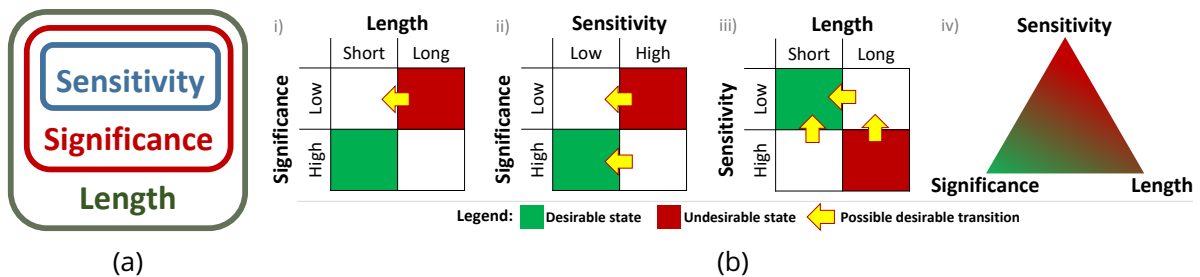 Sensitivity
Significance
Length
(a)
i)
Length
Short Long
Significance
Low
High
ii)
Sensitivity
Low High
Significance
Low
High
iii)
Length
Short Long
Sensitivity
Low
High
iv)
Sensitivity
Significance Length
Legend: Desirable state Undesirable state Possible desirable transition
(b)